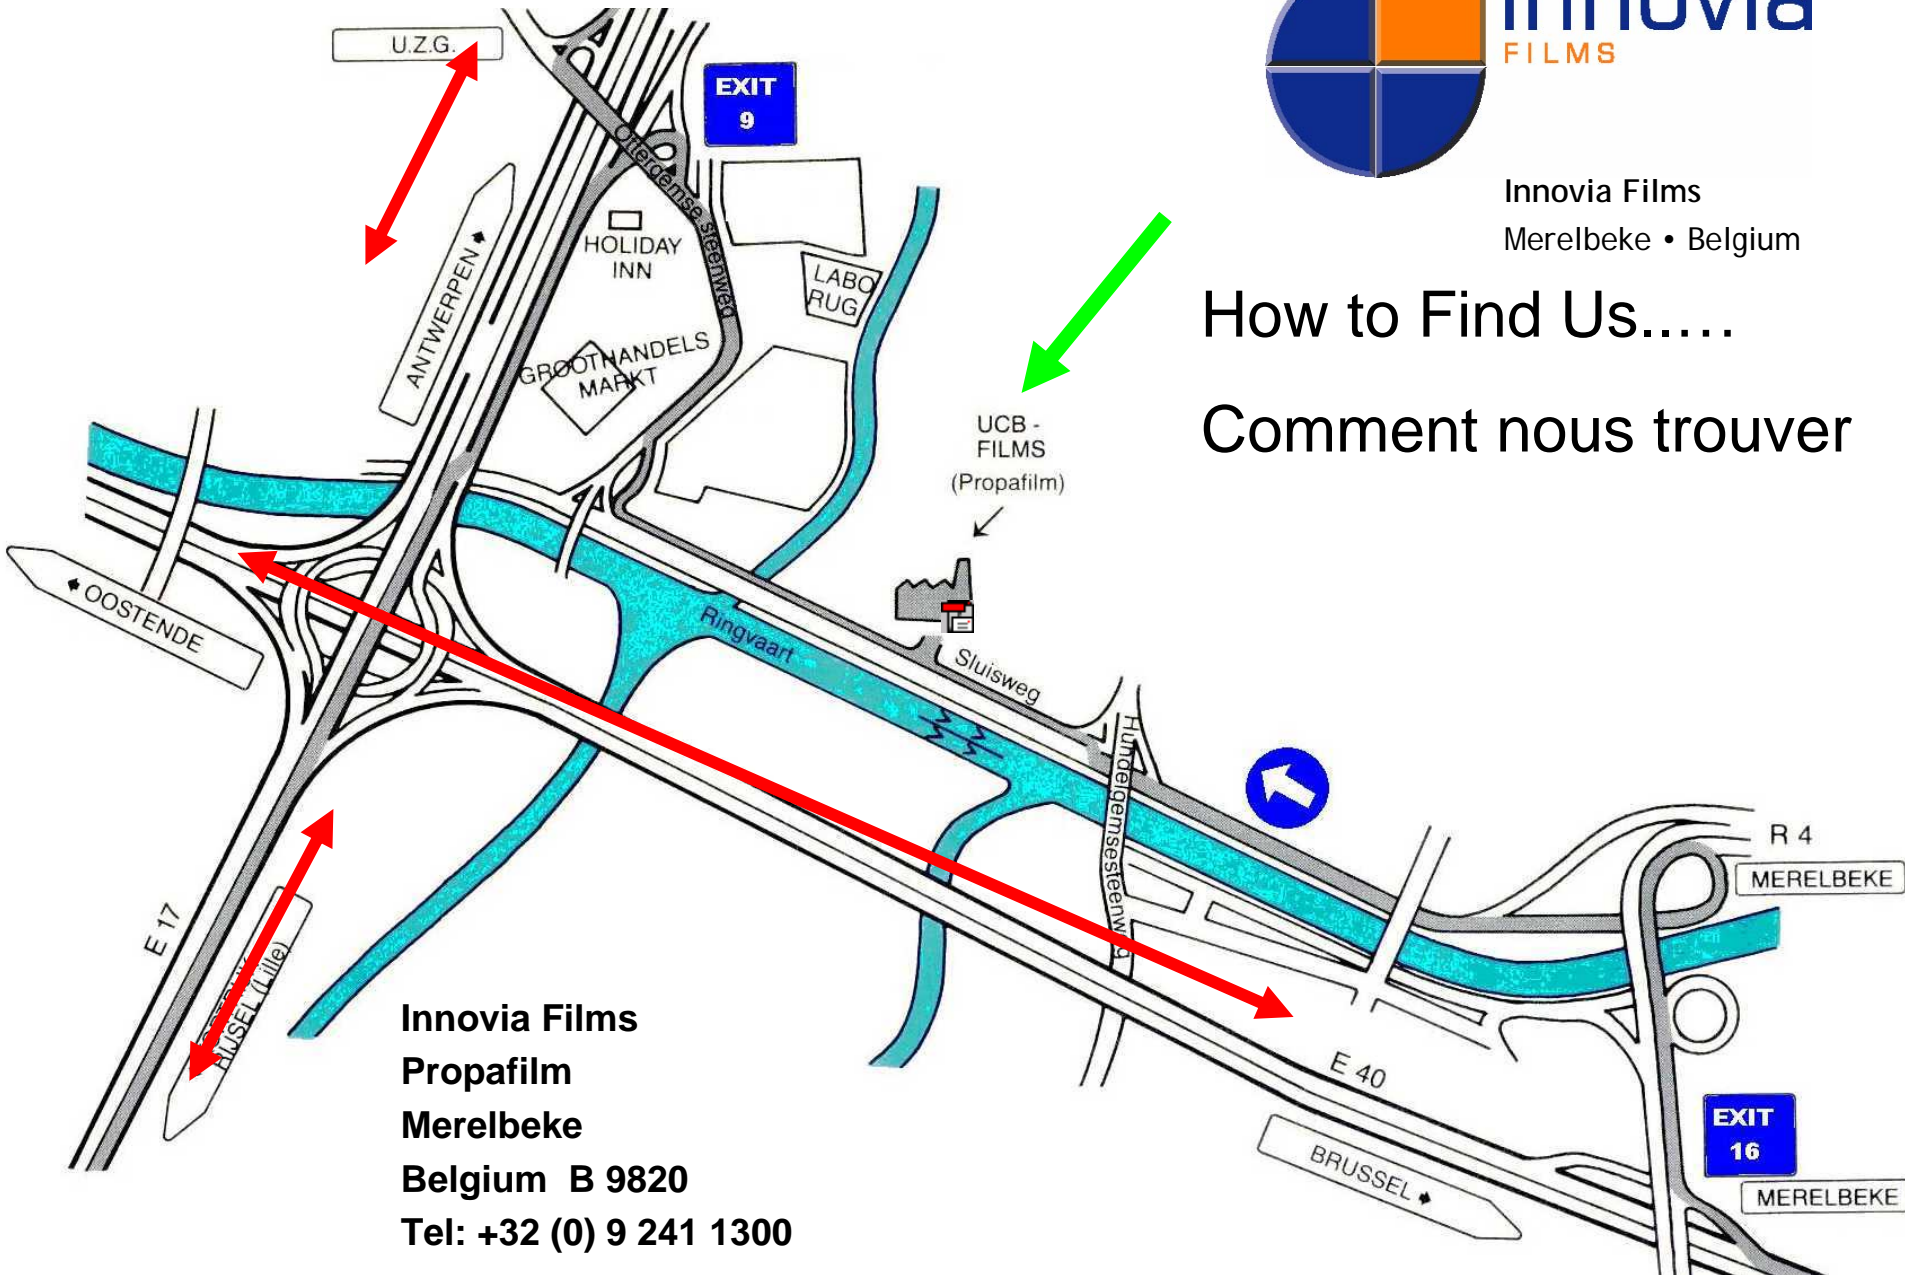 innovia
FILMS
Innovia Films
Merelbeke • Belgium
How to Find Us..…
Comment nous trouver
U.Z.G.
EXIT
9
Ottergemse steenweg
ANTWERPEN
HOLIDAY
INN
LABO
RUG
GROOTHANDELS
MARKT
UCB -
FILMS
(Propafilm)
OOSTENDE
Ringvaart
Sluisweg
Hundelgemsesteenweg
R 4
MERELBEKE
E 17
RIJSEL (Lille)
E 40
BRUSSEL
EXIT
16
MERELBEKE
Innovia Films
Propafilm
Merelbeke
Belgium B 9820
Tel: +32 (0) 9 241 1300